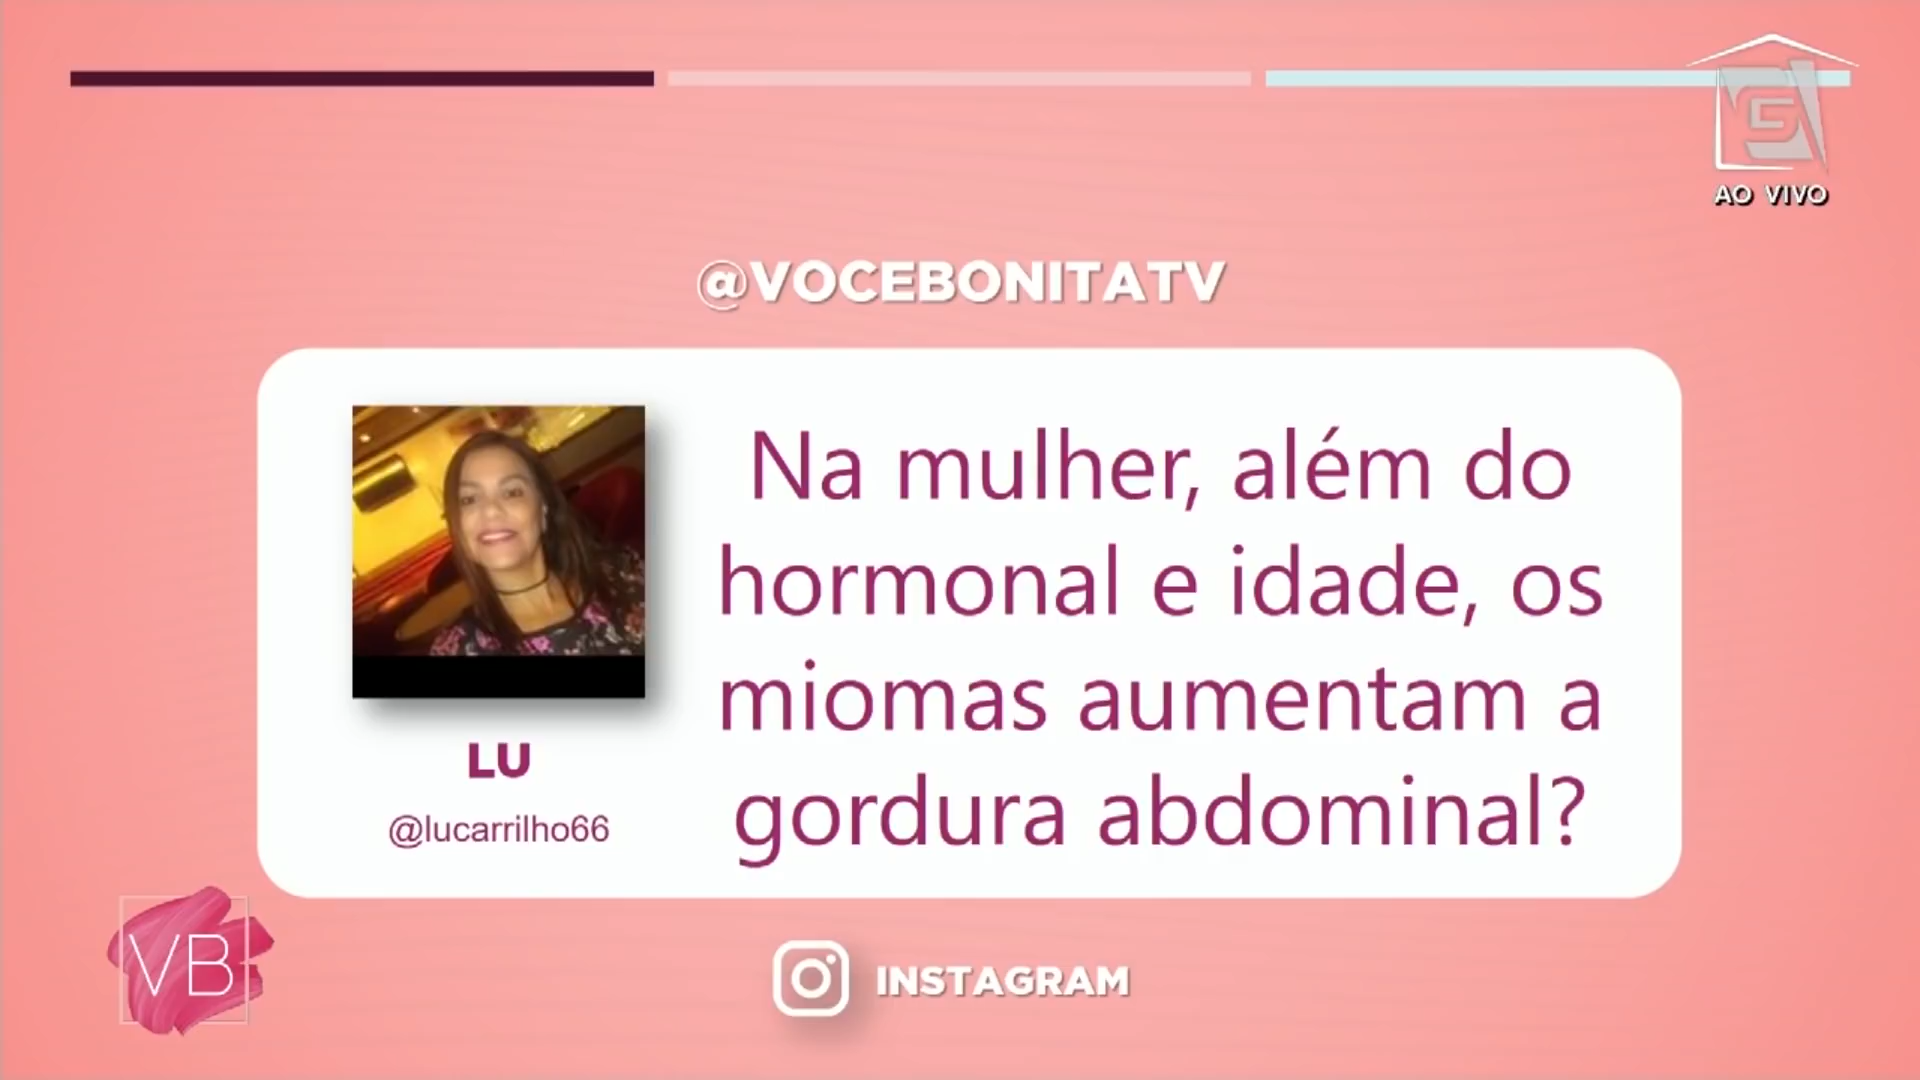 AO VIVO
@VOCEBONITATV
Na mulher, além do
hormonal e idade, os
miomas aumentam a
gordura abdominal?
LU
@lucarrilho66
VB
INSTAGRAM